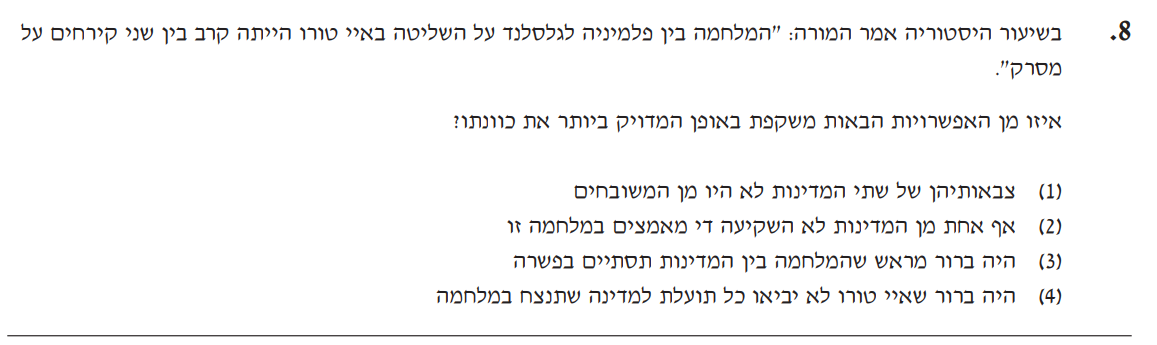 8. בשיעור היסטוריה אמר המורה: "המלחמה בין פלמיניה לגלסלנד על השליטה באיי טורו הייתה קרב בין שני קירחים על
מסרק".
איזו מן האפשרויות הבאות משקפת באופן המדויק ביותר את כוונתו?
(1) צבאותיהן של שתי המדינות לא היו מן המשובחים
(2) אף אחת מן המדינות לא השקיעה די מאמצים במלחמה זו
(3) היה ברור מראש שהמלחמה בין המדינות תסתיים בפשרה
(4) היה ברור שאיי טורו לא יביאו כל תועלת למדינה שתנצח במלחמה